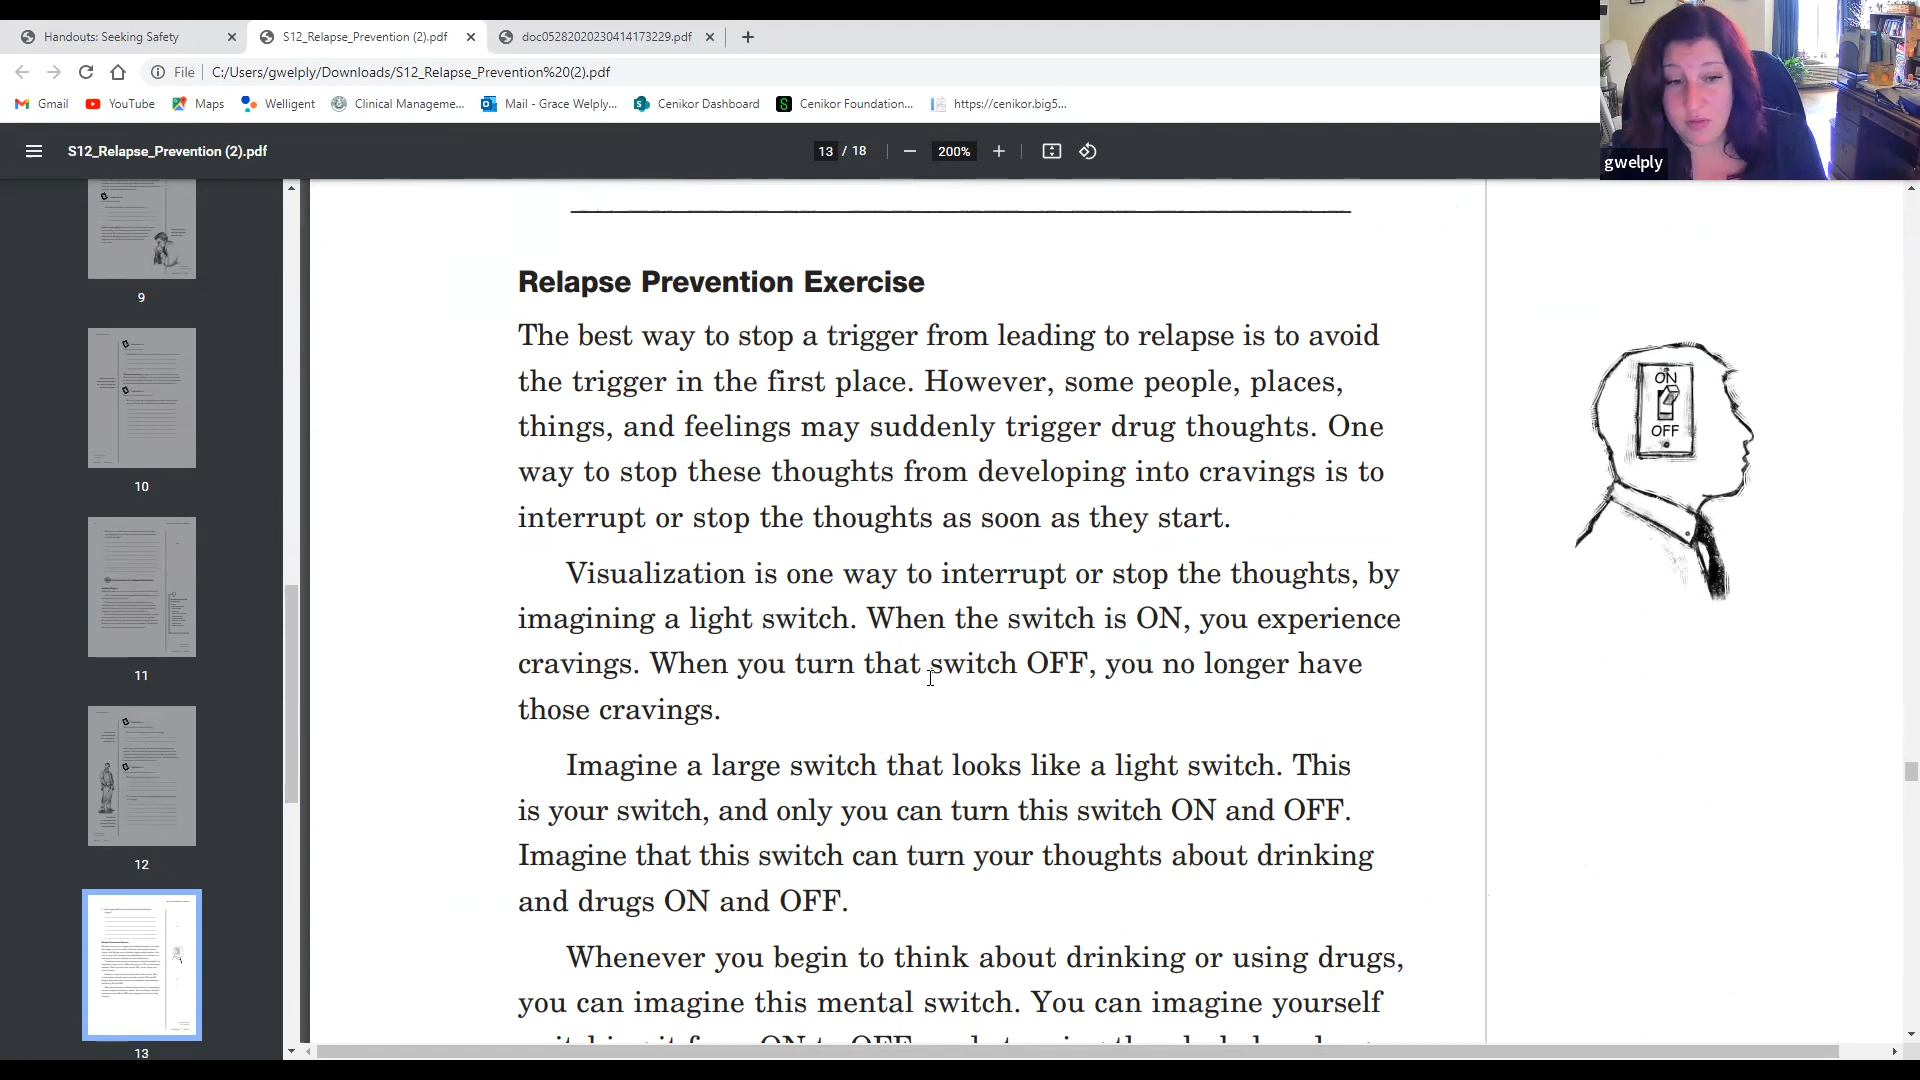 Handouts: Seeking Safety
S12_Relapse_Prevention (2).pdf
doc05282020230414173229.pdf
File
C:/Users/gwelply/Downloads/S12_Relapse_Prevention%20(2).pdf
Gmail
YouTube
Maps
Welligent
Clinical Manageme...
Mail - Grace Welply...
Cenikor Dashboard
Cenikor Foundation...
https://cenikor.big5...
gwelply
S12_Relapse_Prevention (2).pdf
13 / 18
200%
9
10
11
12
13
Relapse Prevention Exercise
The best way to stop a trigger from leading to relapse is to avoid
the trigger in the first place. However, some people, places,
things, and feelings may suddenly trigger drug thoughts. One
way to stop these thoughts from developing into cravings is to
interrupt or stop the thoughts as soon as they start.
Visualization is one way to interrupt or stop the thoughts, by
imagining a light switch. When the switch is ON, you experience
cravings. When you turn that switch OFF, you no longer have
those cravings.
Imagine a large switch that looks like a light switch. This
is your switch, and only you can turn this switch ON and OFF.
Imagine that this switch can turn your thoughts about drinking
and drugs ON and OFF.
Whenever you begin to think about drinking or using drugs,
you can imagine this mental switch. You can imagine yourself
ON
OFF